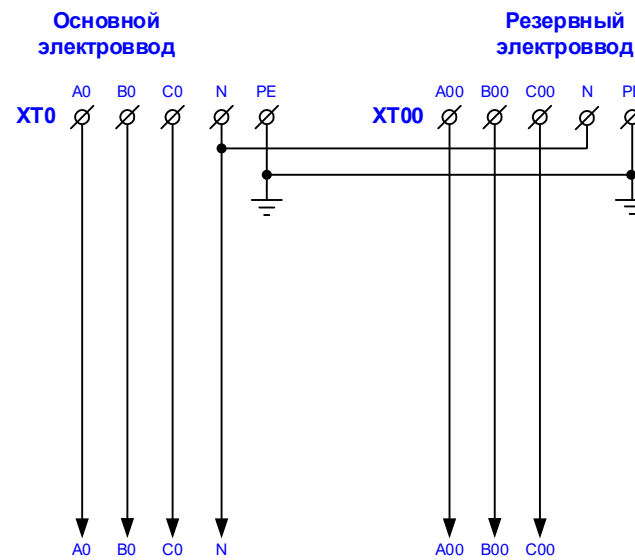 Основной
электроввод
Резервный
электроввод
A0 B0 C0 N PE
A00 B00 C00 N
XT0
XT00
A0 B0 C0 N
A00 B00 C00